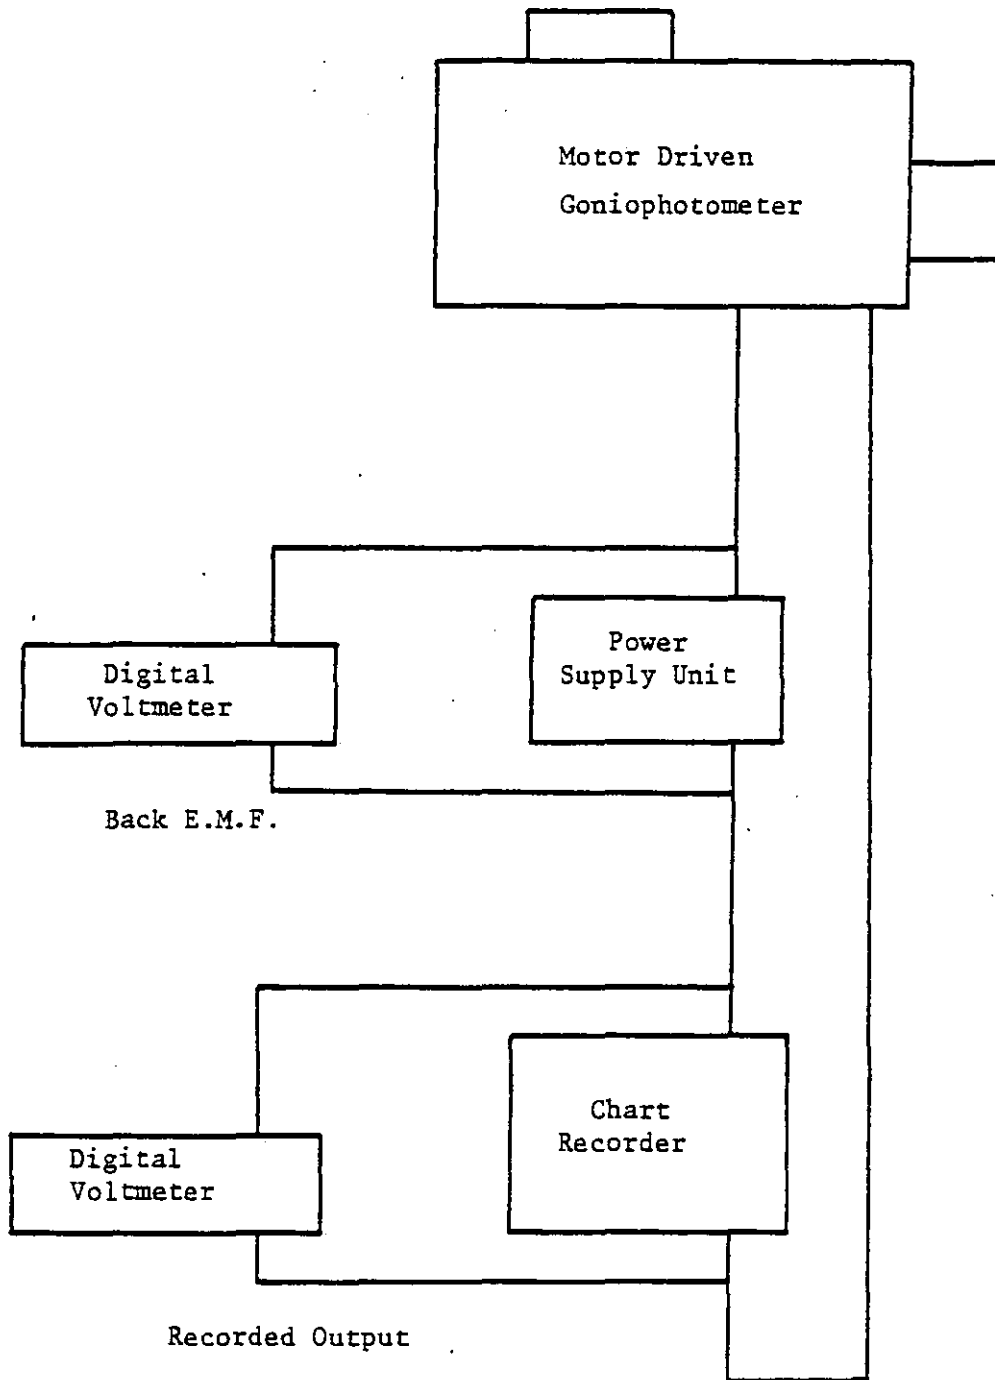 Motor Driven
Goniophotometer
Power
Supply Unit
Digital
Voltmeter
Back E.M.F.
Chart
Recorder
Digital
Voltmeter
Recorded Output